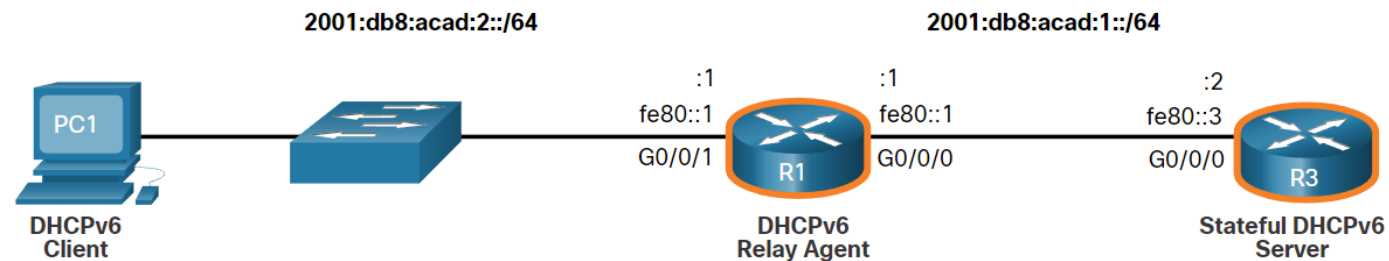 2001:db8:acad:2::/64
2001:db8:acad:1::/64
:1
:1
:2
fe80::1
fe80::1
fe80::3
PC1
G0/0/1
G0/0/0
G0/0/0
R1
R3
DHCPv6
Client
DHCPv6
Relay Agent
Stateful DHCPv6
Server